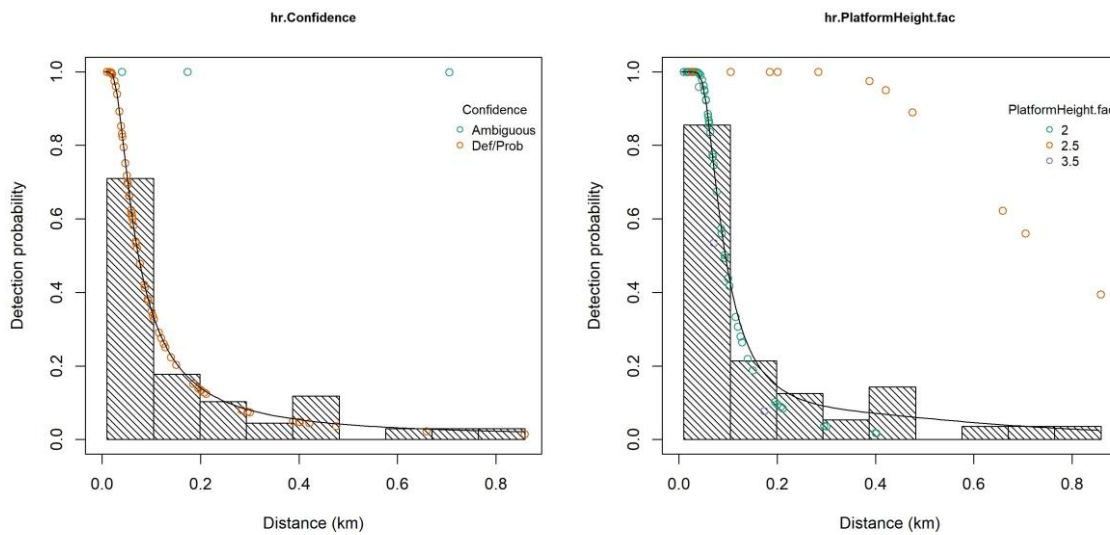 hr.Confidence
Detection probability
1.0
0.8
0.6
0.4
0.2
0.0
Confidence
Ambiguous
Def/Prob
0.0 0.2 0.4 0.6 0.8
Distance (km)
hr.PlatformHeight.fac
Detection probability
1.0
0.8
0.6
0.4
0.2
0.0
PlatformHeight.fac
2
2.5
3.5
0.0 0.2 0.4 0.6 0.8
Distance (km)